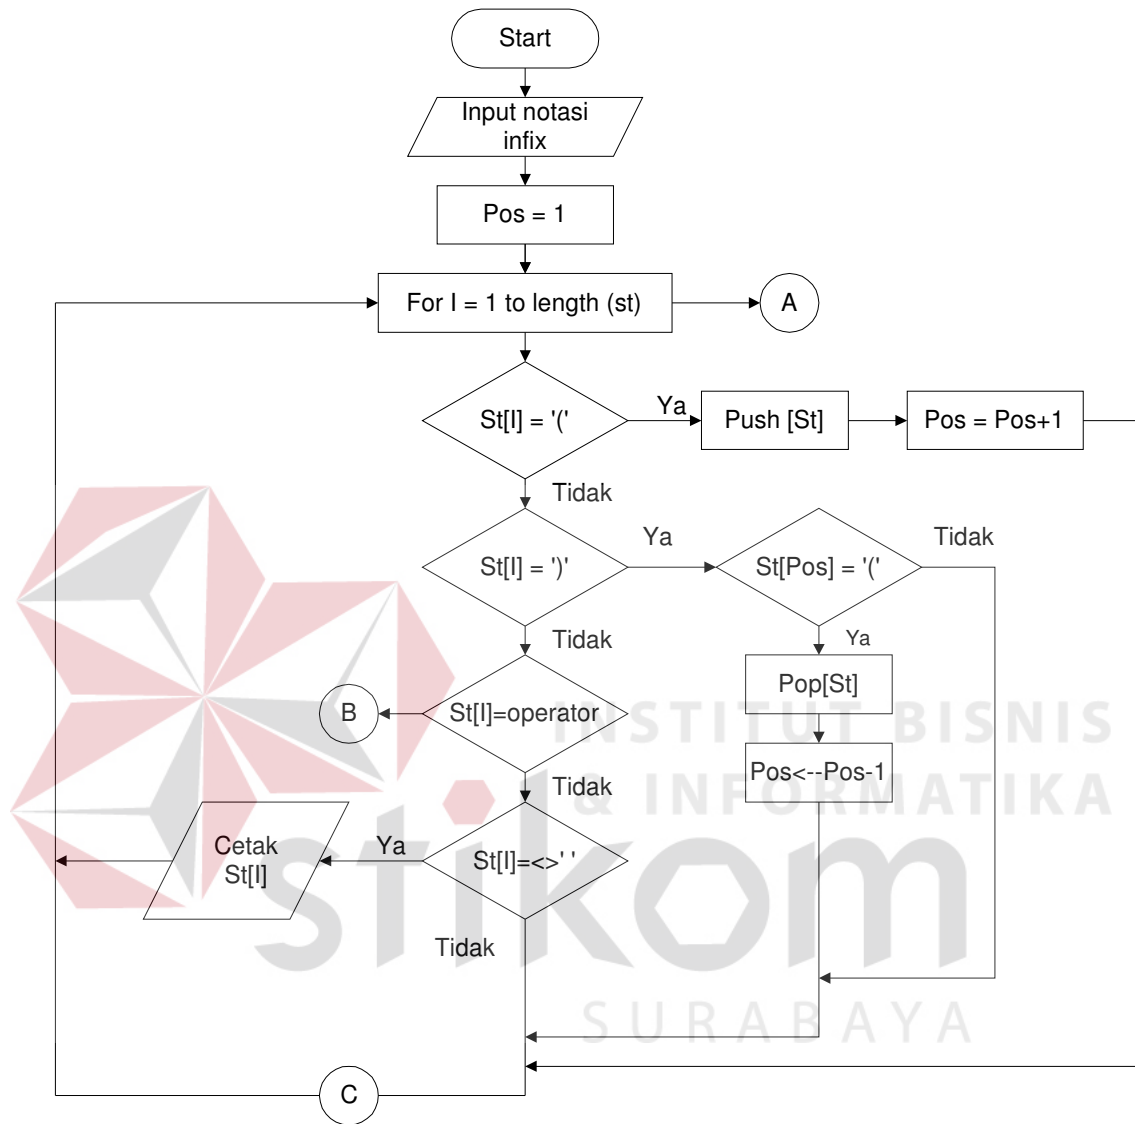 Start
Input notasi
infix
Pos = 1
For I = 1 to length (st)
A
St[I] = '('
Ya
Push [St]
Pos = Pos+1
Tidak
St[I] = ')'
Ya
St[Pos] = '('
Tidak
Tidak
Ya
Pop[St]
B
St[I]=operator
INSTITUT BISNIS
Pos<--Pos-1
Tidak
& INFORMATIKA
Cetak
St[I]
Ya
St[I]=<>' '
stikom
Tidak
SURABAYA
C